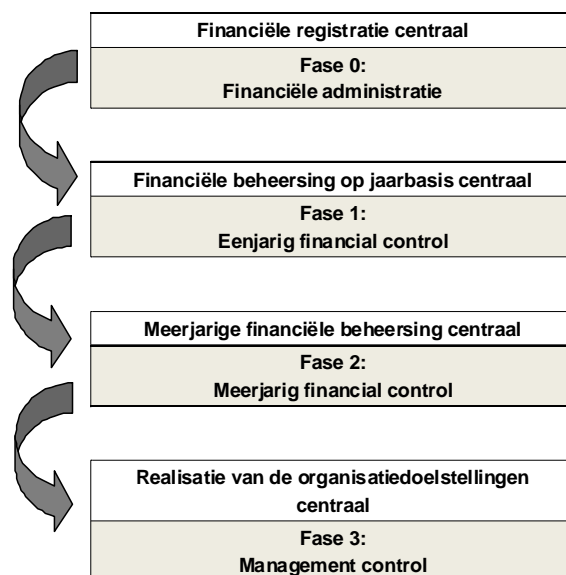 Financiële registratie centraal
Fase 0:
Financiële administratie
Financiële beheersing op jaarbasis centraal
Fase 1:
Eenjarig financial control
Meerjarige financiële beheersing centraal
Fase 2:
Meerjarig financial control
Realisatie van de organisatiedoelstellingen
centraal
Fase 3:
Management control